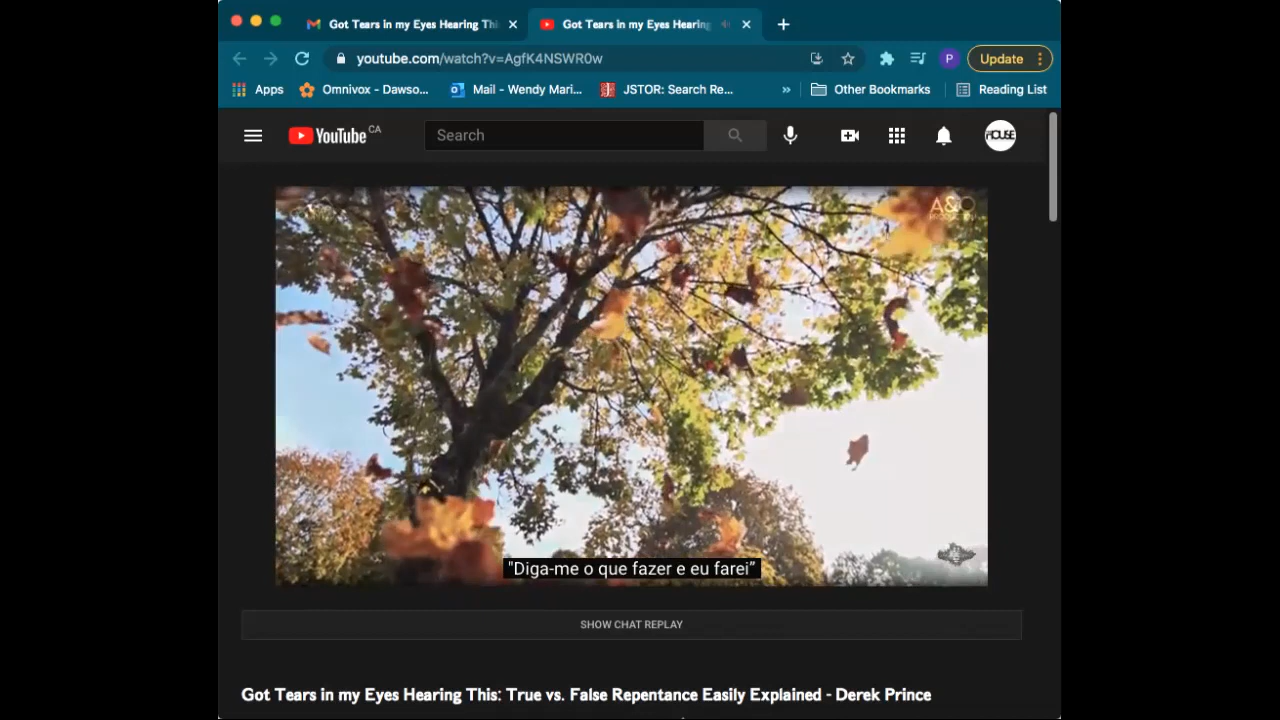 Got Tears in my Eyes Hearing Thi
Got Tears in my Eyes Hearing
youtube.com/watch?v=AgfK4NSWR0w
Update
Apps
Omnivox - Dawso...
Mail - Wendy Mari...
JSTOR: Search Re...
»
Other Bookmarks
Reading List
YouTube CA
Search
HOUSE
P
A&O
"Diga-me o que fazer e eu farei”
SHOW CHAT REPLAY
Got Tears in my Eyes Hearing This: True vs. False Repentance Easily Explained - Derek Prince